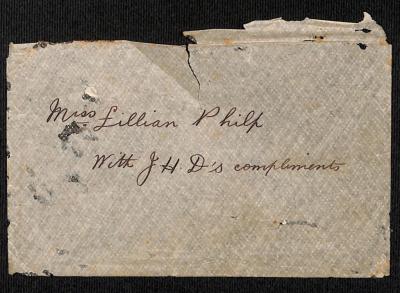 Miss Lillian Philp
With J H. D's compliments